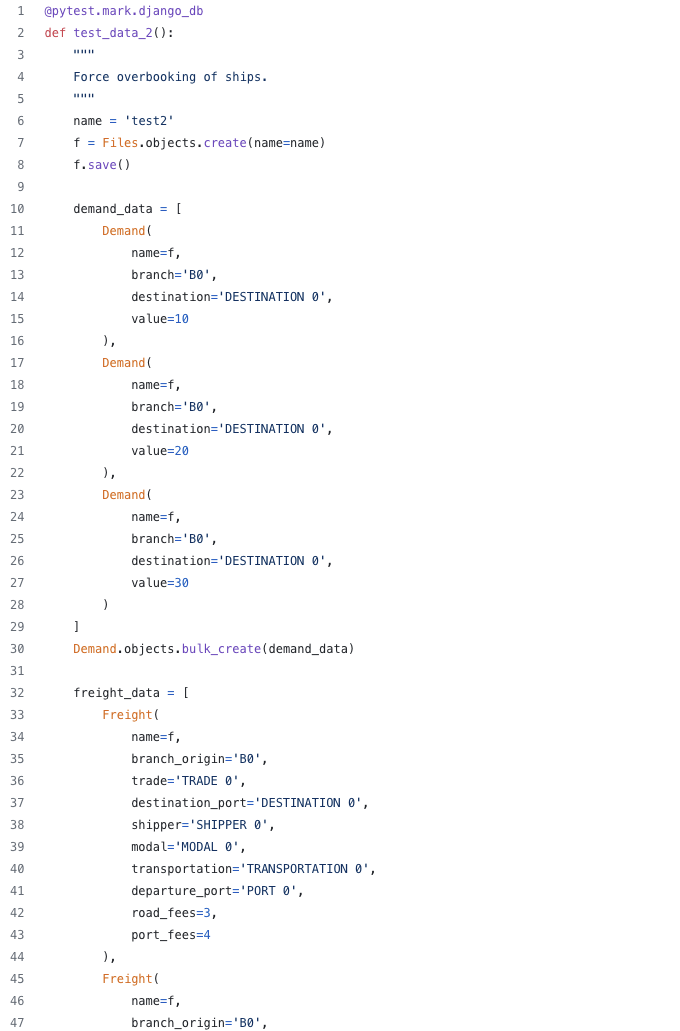 1 @pytest.mark.django_db
2 def test_data_2():
3     """
4     Force overbooking of ships.
5     """
6     name = 'test2'
7     f = Files.objects.create(name=name)
8     f.save()
9
10     demand_data = [
11         Demand(
12             name=f,
13             branch='B0',
14             destination='DESTINATION 0',
15             value=10
16         ),
17         Demand(
18             name=f,
19             branch='B0',
20             destination='DESTINATION 0',
21             value=20
22         ),
23         Demand(
24             name=f,
25             branch='B0',
26             destination='DESTINATION 0',
27             value=30
28         )
29     ]
30     Demand.objects.bulk_create(demand_data)
31
32     freight_data = [
33         Freight(
34             name=f,
35             branch_origin='B0',
36             trade='TRADE 0',
37             destination_port='DESTINATION 0',
38             shipper='SHIPPER 0',
39             modal='MODAL 0',
40             transportation='TRANSPORTATION 0',
41             departure_port='PORT 0',
42             road_fees=3,
43             port_fees=4
44         ),
45         Freight(
46             name=f,
47             branch_origin='B0',